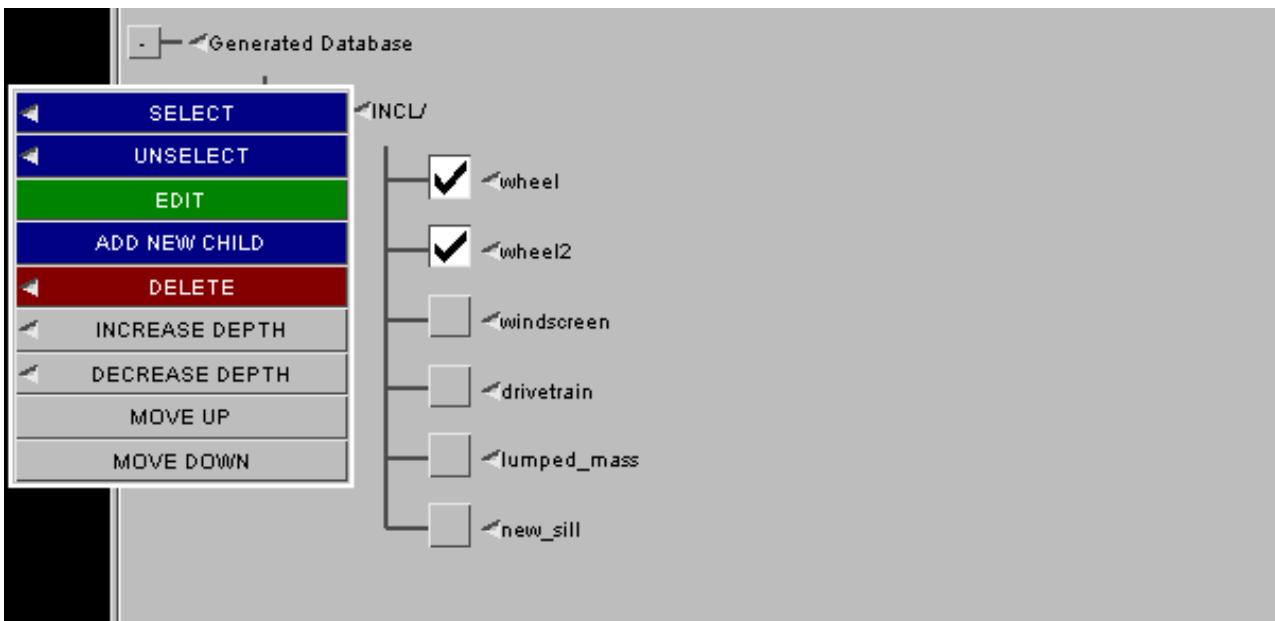 Generated Database
SELECT
INCL/
UNSELECT
wheel
EDIT
ADD NEW CHILD
wheel2
DELETE
windscreen
INCREASE DEPTH
DECREASE DEPTH
drivetrain
MOVE UP
MOVE DOWN
lumped_mass
new_sill